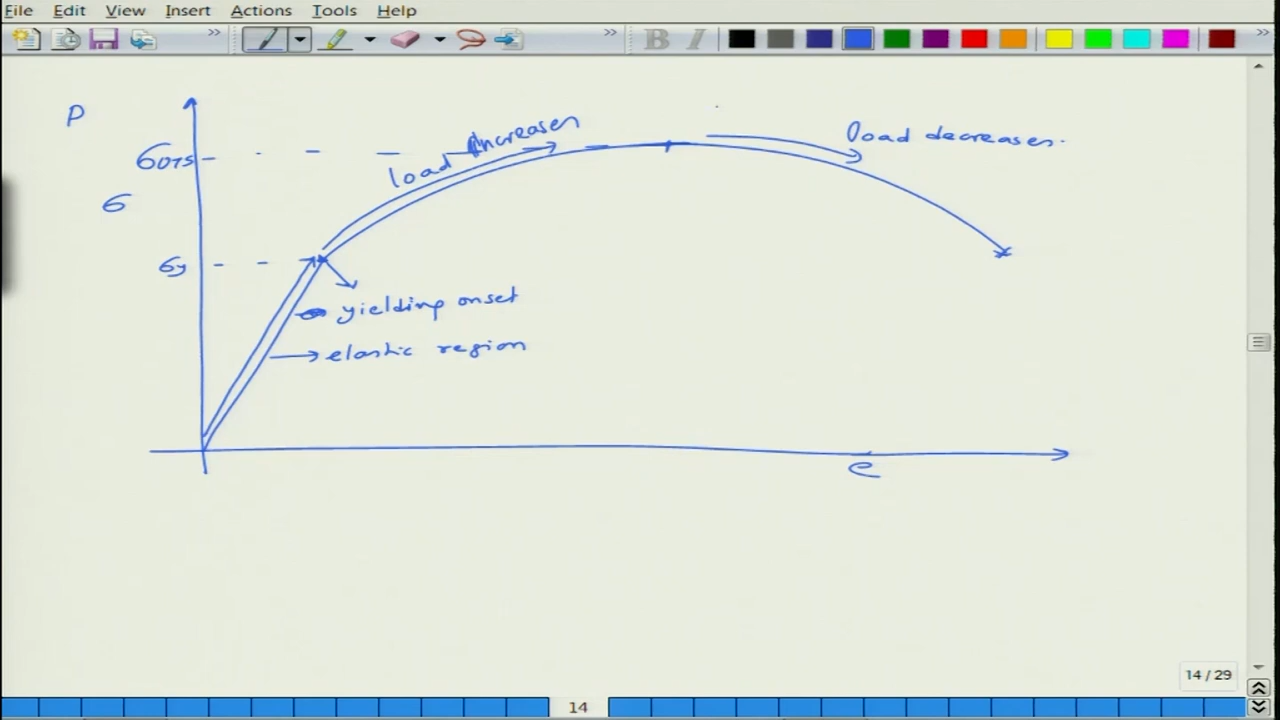 File Edit View Insert Actions Tools Help
B I
P
σUTS
load increases
load decreases.
σ
σy
yielding onset
elastic region
e
14 / 29
14